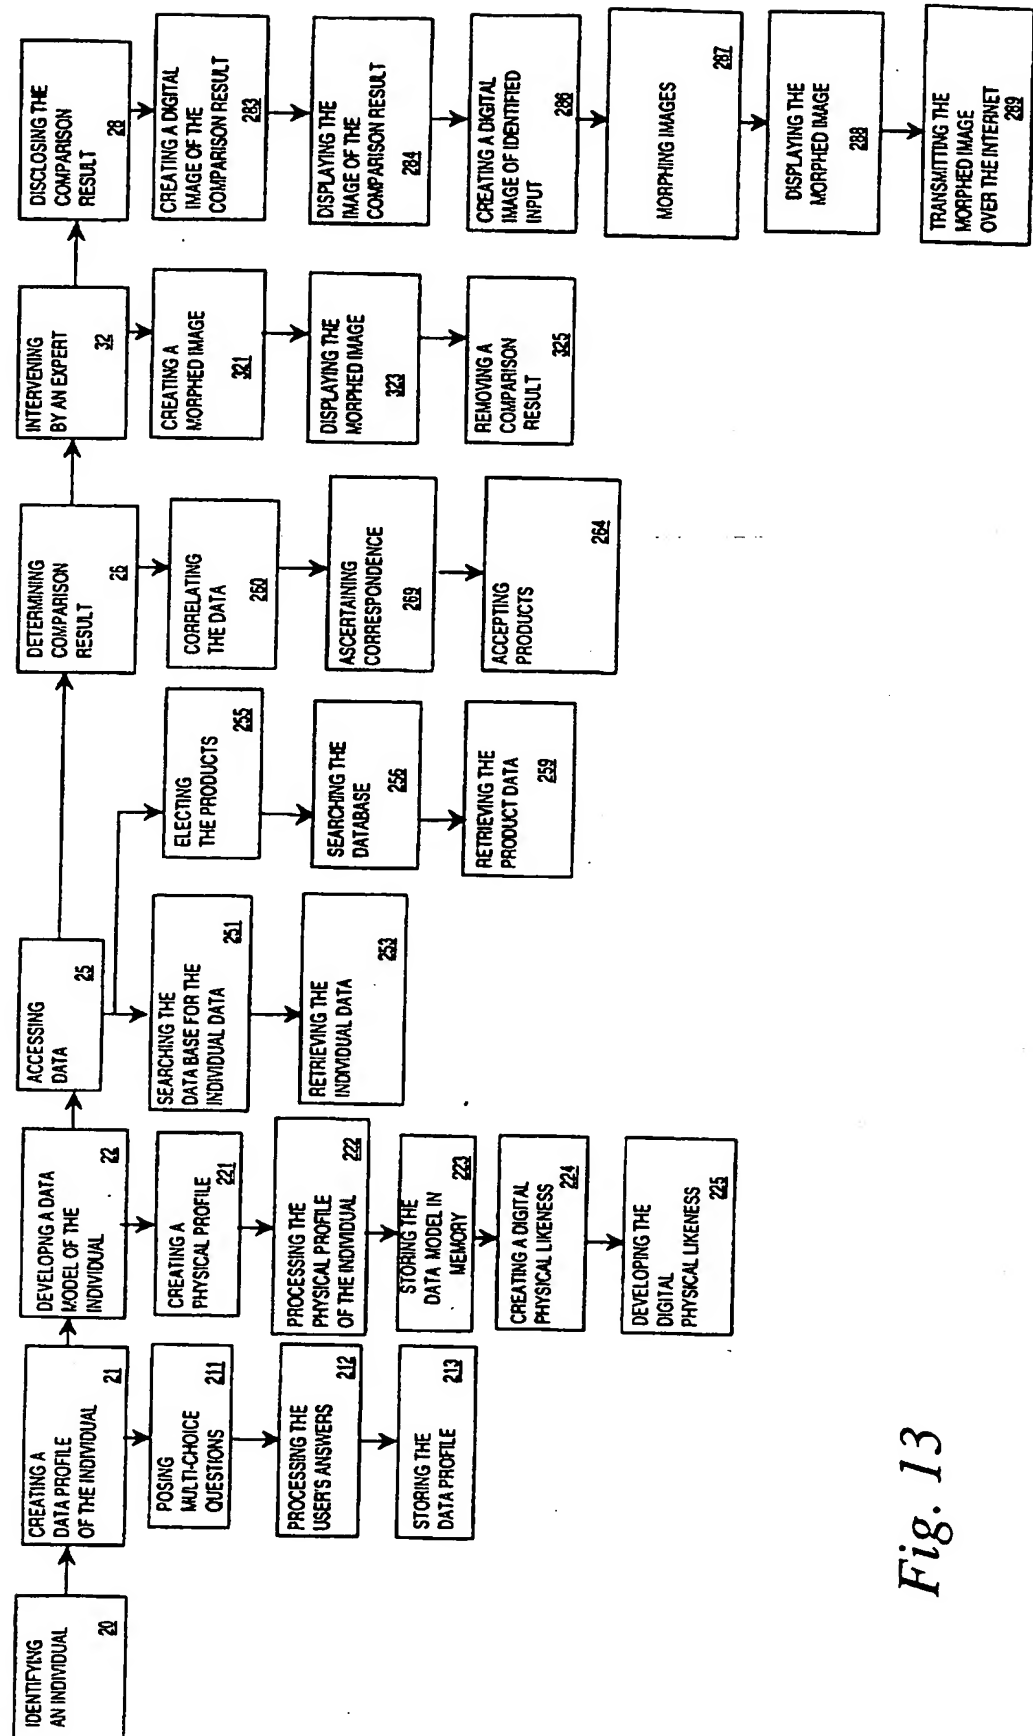 IDENTIFYING
AN INDIVIDUAL
20
CREATING A
DATA PROFILE
OF THE INDIVIDUAL
21
POSING
MULTI-CHOICE
QUESTIONS
211
PROCESSING THE
USER'S ANSWERS
212
STORING THE
DATA PROFILE
213
DEVELOPNG A DATA
MODEL OF THE
INDIVIDUAL
22
CREATING A
PHYSICAL PROFILE
221
PROCESSING THE
PHYSICAL PROFILE
OF THE INDIVIDUAL
222
STORING THE
DATA MODEL IN
MEMORY
223
CREATING A DIGITAL
PHYSICAL LIKENESS
224
DEVELOPING THE
DIGITAL
PHYSICAL LIKENESS
225
ACCESSING
DATA
25
SEARCHING THE
DATA BASE FOR THE
INDIVIDUAL DATA
251
RETRIEVING THE
INDIVIDUAL DATA
253
ELECTING
THE PRODUCTS
255
SEARCHING THE
DATABASE
256
RETRIEVING THE
PRODUCT DATA
259
DETERMINING
COMPARISON
RESULT
26
CORRELATING
THE DATA
260
ASCERTAINING
CORRESPONDENCE
269
ACCEPTING
PRODUCTS
264
INTERVENING
BY AN EXPERT
32
CREATING A
MORPHED IMAGE
321
DISPLAYING THE
MORPHED IMAGE
323
REMOVING A
COMPARISON
RESULT
325
DISCLOSING THE
COMPARISON
RESULT
28
CREATING A DIGITAL
IMAGE OF THE
COMPARISON RESULT
283
DISPLAYING THE
IMAGE OF THE
COMPARISON RESULT
284
CREATING A DIGITAL
IMAGE OF IDENTIFIED
INPUT
286
MORPHING IMAGES
287
DISPLAYING THE
MORPHED IMAGE
288
TRANSMITTING THE
MORPHED IMAGE
OVER THE INTERNET
289
Fig. 13